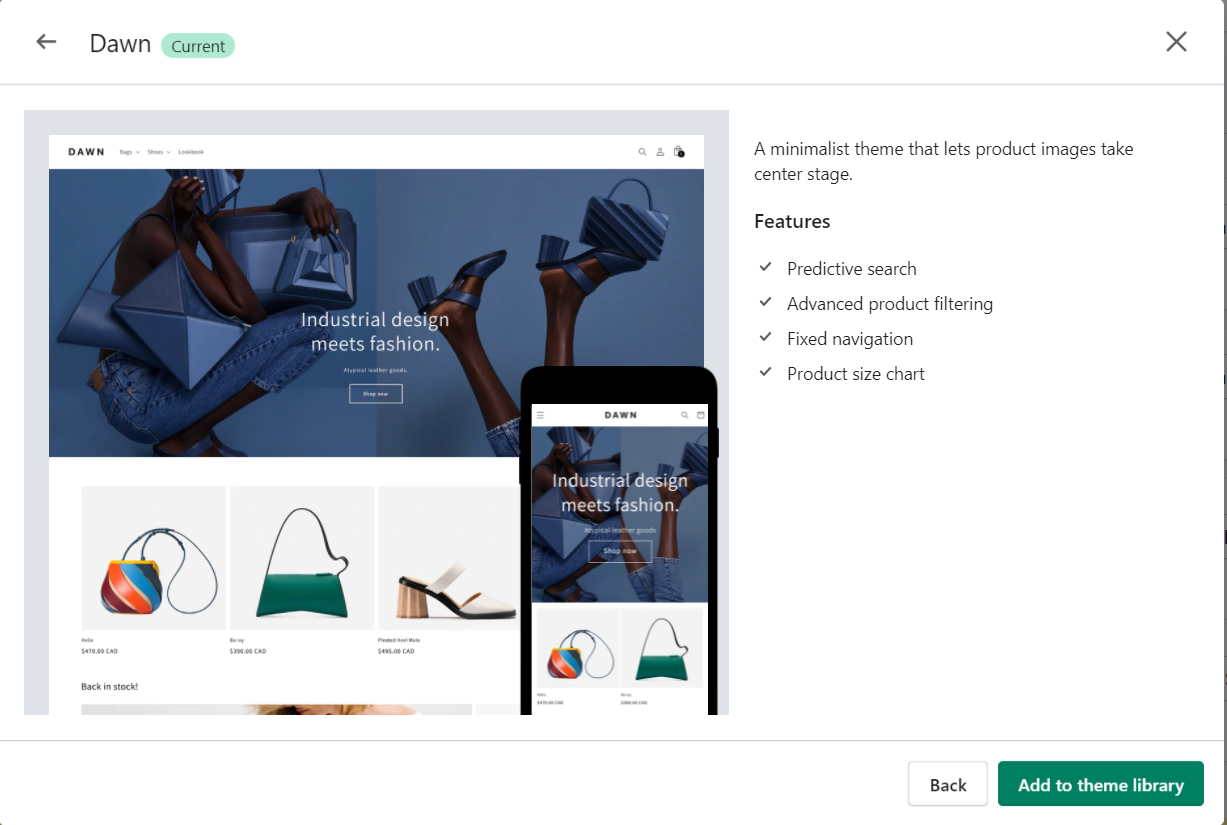 Dawn Current
DAWN Bags Shoes Lookbook
Industrial design
meets fashion.
Atypical leather goods.
Shop now
Helio
$470.00 CAD
Bo Ivy
$390.00 CAD
Pleated Heel Mule
$495.00 CAD
Back in stock!
DAWN
Industrial design
meets fashion.
Atypical leather goods
Shop now
Helio
$470.00 CAD
Bo Ivy
$390.00 CAD
A minimalist theme that lets product images take
center stage.
Features
Predictive search
Advanced product filtering
Fixed navigation
Product size chart
Back
Add to theme library